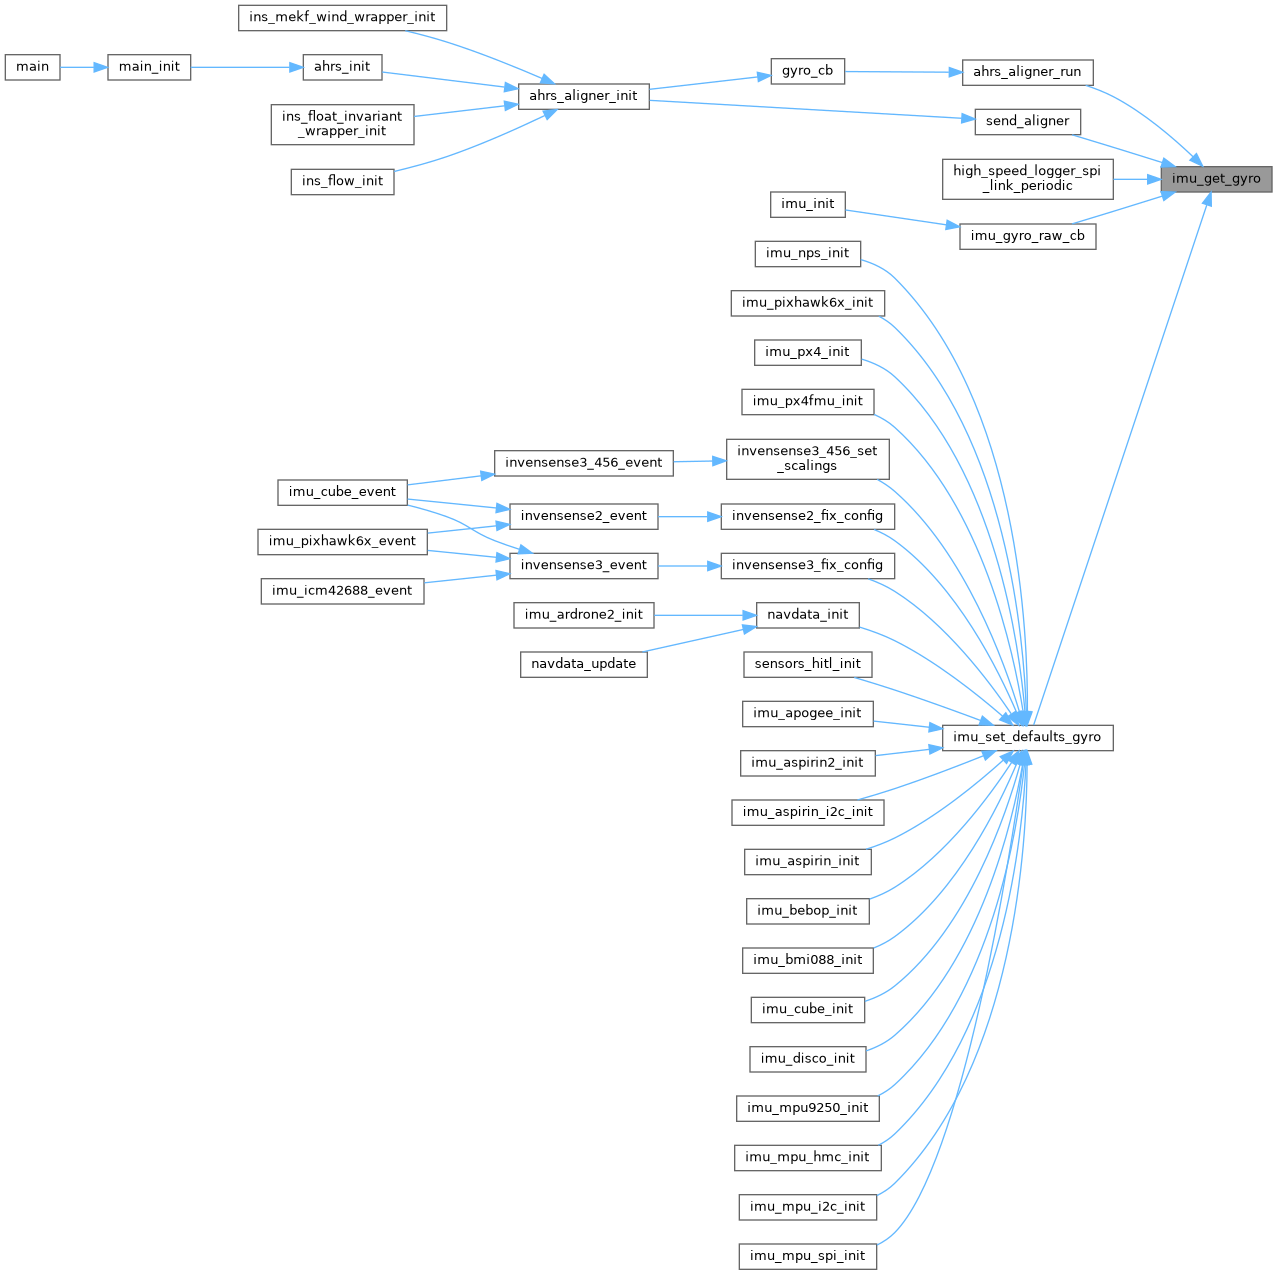 ins_mekf_wind_wrapper_init
main
main_init
ahrs_init
gyro_cb
ahrs_aligner_run
ahrs_aligner_init
ins_float_invariant
_wrapper_init
send_aligner
ins_flow_init
high_speed_logger_spi
_link_periodic
imu_get_gyro
imu_init
imu_gyro_raw_cb
imu_nps_init
imu_pixhawk6x_init
imu_px4_init
imu_px4fmu_init
invensense3_456_event
invensense3_456_set
_scalings
imu_cube_event
invensense2_event
invensense2_fix_config
imu_pixhawk6x_event
invensense3_event
invensense3_fix_config
imu_icm42688_event
imu_ardrone2_init
navdata_init
navdata_update
sensors_hitl_init
imu_apogee_init
imu_set_defaults_gyro
imu_aspirin2_init
imu_aspirin_i2c_init
imu_aspirin_init
imu_bebop_init
imu_bmi088_init
imu_cube_init
imu_disco_init
imu_mpu9250_init
imu_mpu_hmc_init
imu_mpu_i2c_init
imu_mpu_spi_init